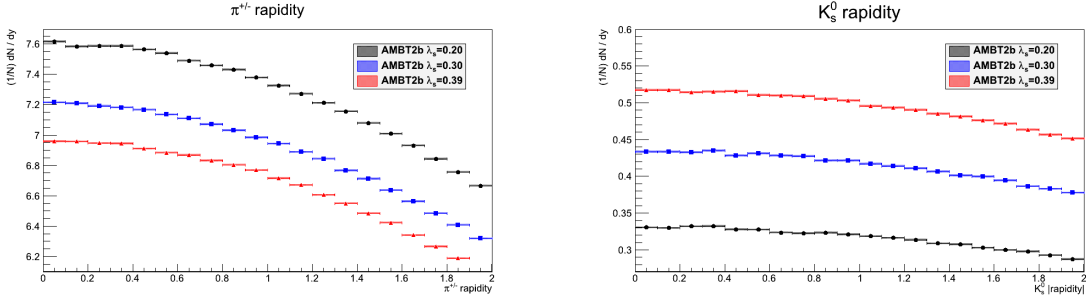 π+/- rapidity
(1/N) dN / dy
7.6
7.4
7.2
7
6.8
6.6
6.4
6.2
AMBT2b λs=0.20
AMBT2b λs=0.30
AMBT2b λs=0.39
0 0.2 0.4 0.6 0.8 1 1.2 1.4 1.6 1.8 2
π+/- rapidity
K0s rapidity
(1/N) dN / dy
0.6
0.55
0.5
0.45
0.4
0.35
0.3
AMBT2b λs=0.20
AMBT2b λs=0.30
AMBT2b λs=0.39
0 0.2 0.4 0.6 0.8 1 1.2 1.4 1.6 1.8 2
K0s |rapidity|